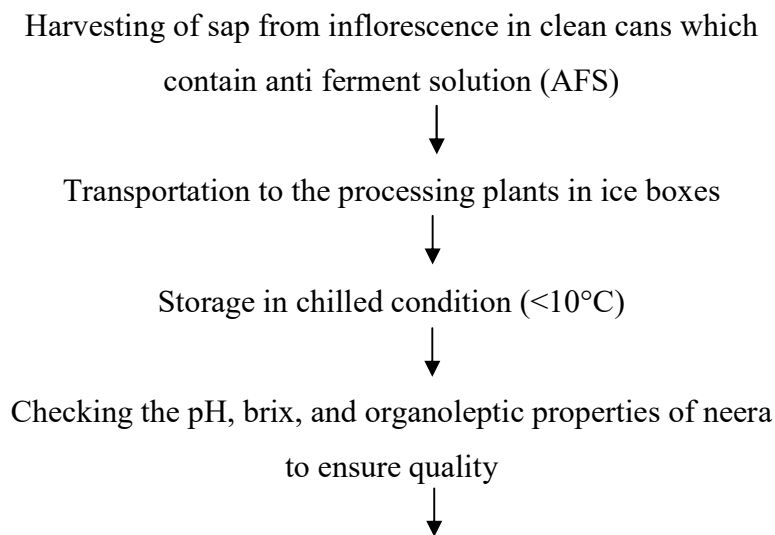 Harvesting of sap from inflorescence in clean cans which
contain anti ferment solution (AFS)
Transportation to the processing plants in ice boxes
Storage in chilled condition (<10°C)
Checking the pH, brix, and organoleptic properties of neera
to ensure quality